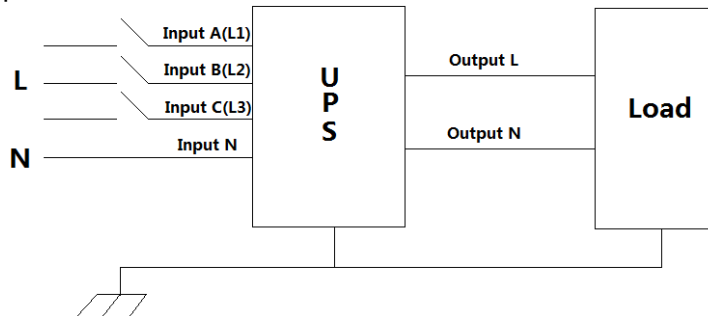 Input A(L1)
L
Input B(L2)
Input C(L3)
N
Input N
U
P
S
Output L
Output N
Load